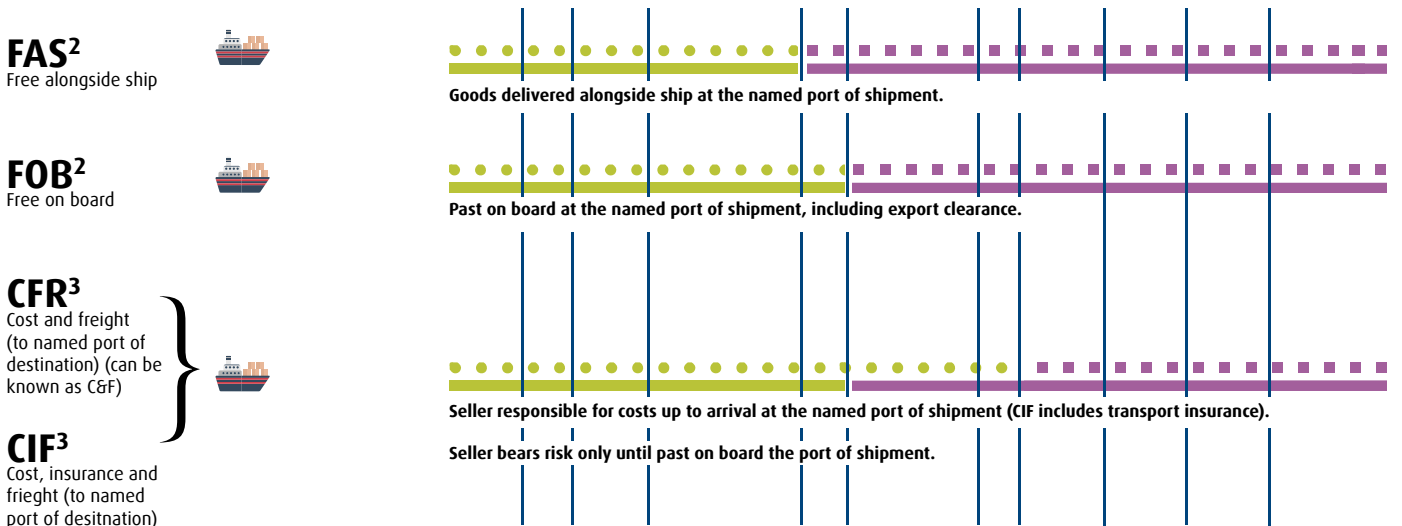 FAS²
Free alongside ship
Goods delivered alongside ship at the named port of shipment.
FOB²
Free on board
Past on board at the named port of shipment, including export clearance.
CFR³
Cost and freight
(to named port of
destination) (can be
known as C&F)
Seller responsible for costs up to arrival at the named port of shipment (CIF includes transport insurance).
Seller bears risk only until past on board the port of shipment.
CIF³
Cost, insurance and
frieght (to named
port of desitnation)